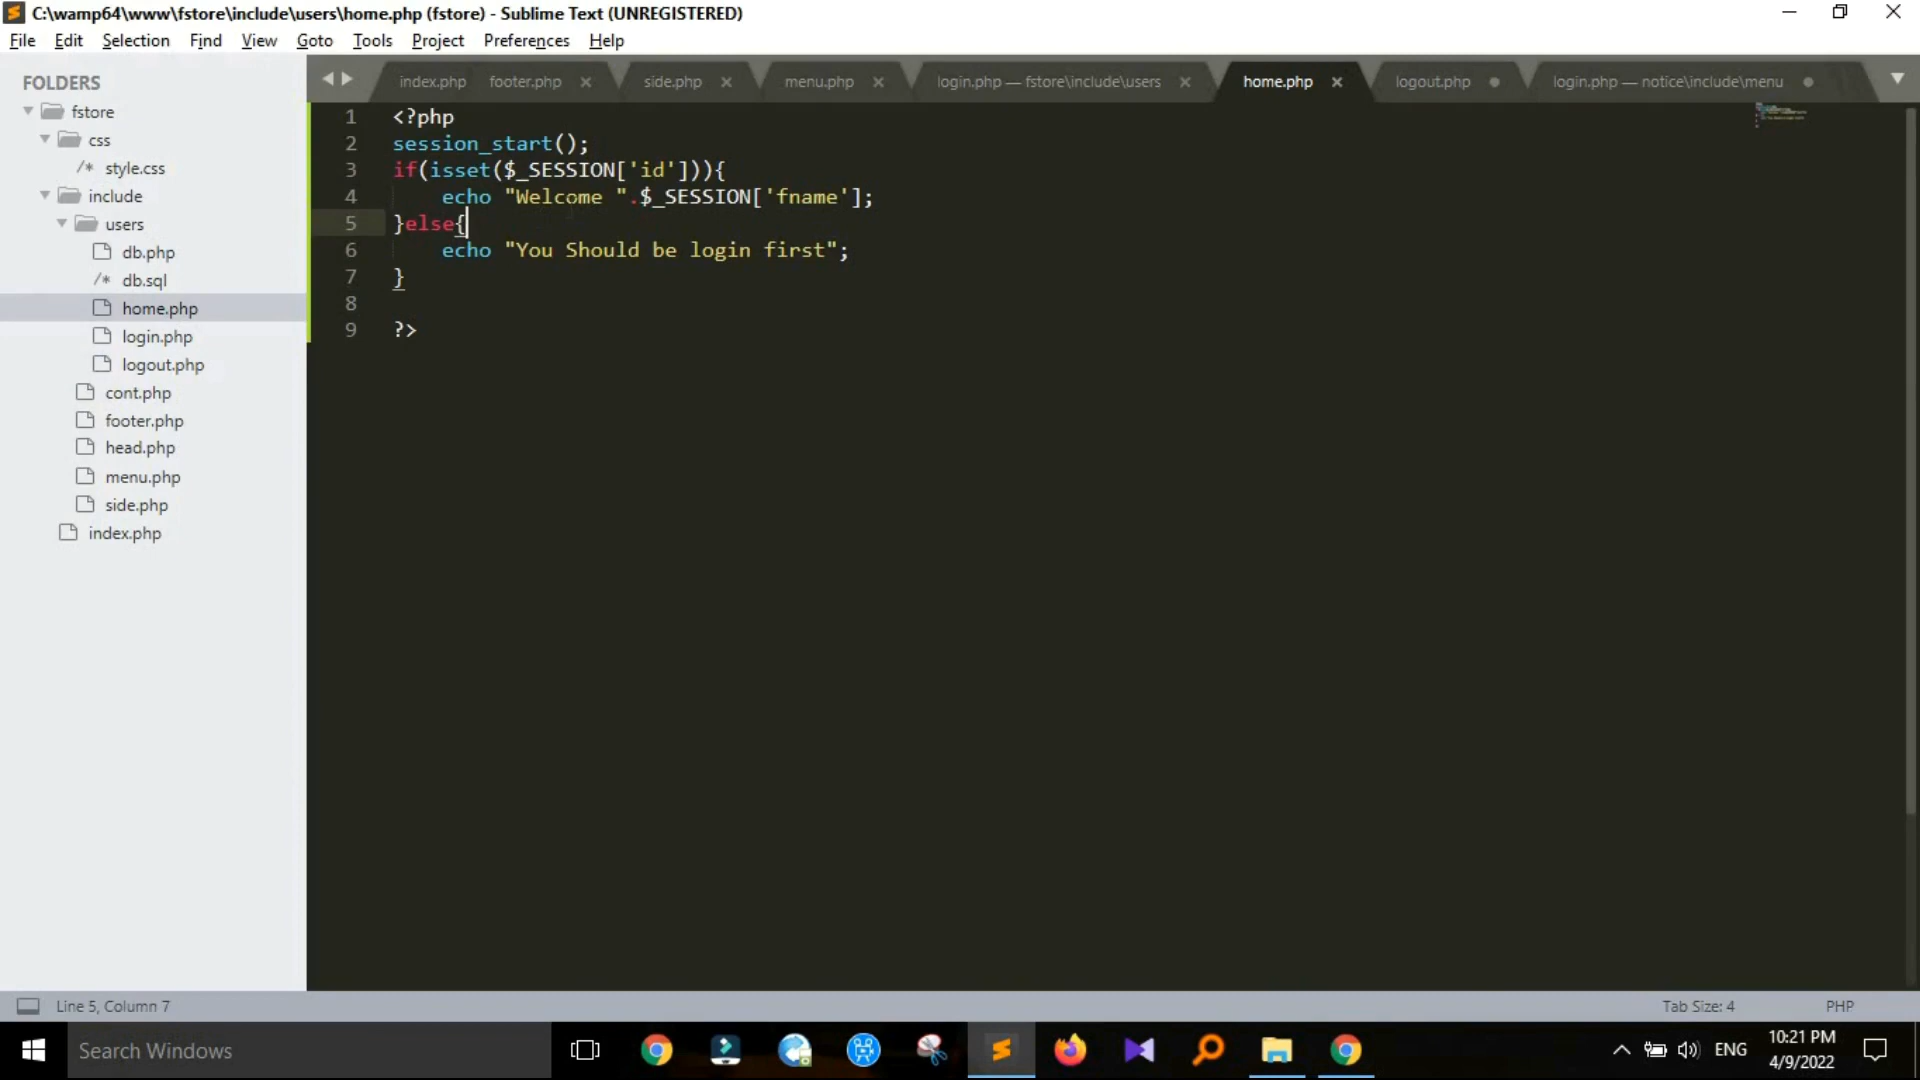 C:\wamp64\www\fstore\include\users\home.php (fstore) - Sublime Text (UNREGISTERED)
File Edit Selection Find View Goto Tools Project Preferences Help
FOLDERS
fstore
css
/* style.css
include
users
db.php
/* db.sql
home.php
login.php
logout.php
cont.php
footer.php
head.php
menu.php
side.php
index.php
index.php footer.php side.php menu.php login.php — fstore\include\users home.php logout.php login.php — notice\include\menu
1 <?php
2 session_start();
3 if(isset($_SESSION['id'])){
4 echo "Welcome ".$_SESSION['fname'];
5 }else{
6 echo "You Should be login first";
7 }
8
9 ?>
Line 5, Column 7 Tab Size: 4 PHP
Search Windows ENG 10:21 PM
4/9/2022